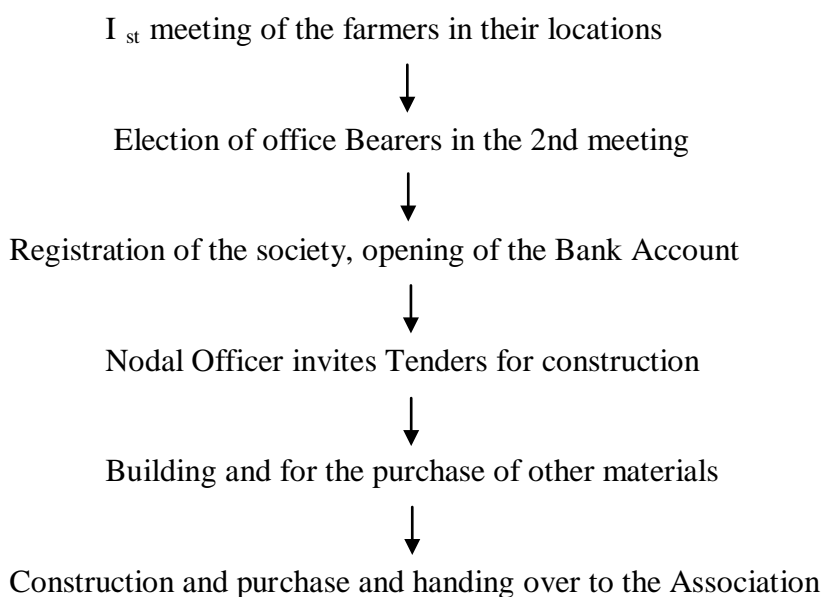 I st meeting of the farmers in their locations
Election of office Bearers in the 2nd meeting
Registration of the society, opening of the Bank Account
Nodal Officer invites Tenders for construction
Building and for the purchase of other materials
Construction and purchase and handing over to the Association